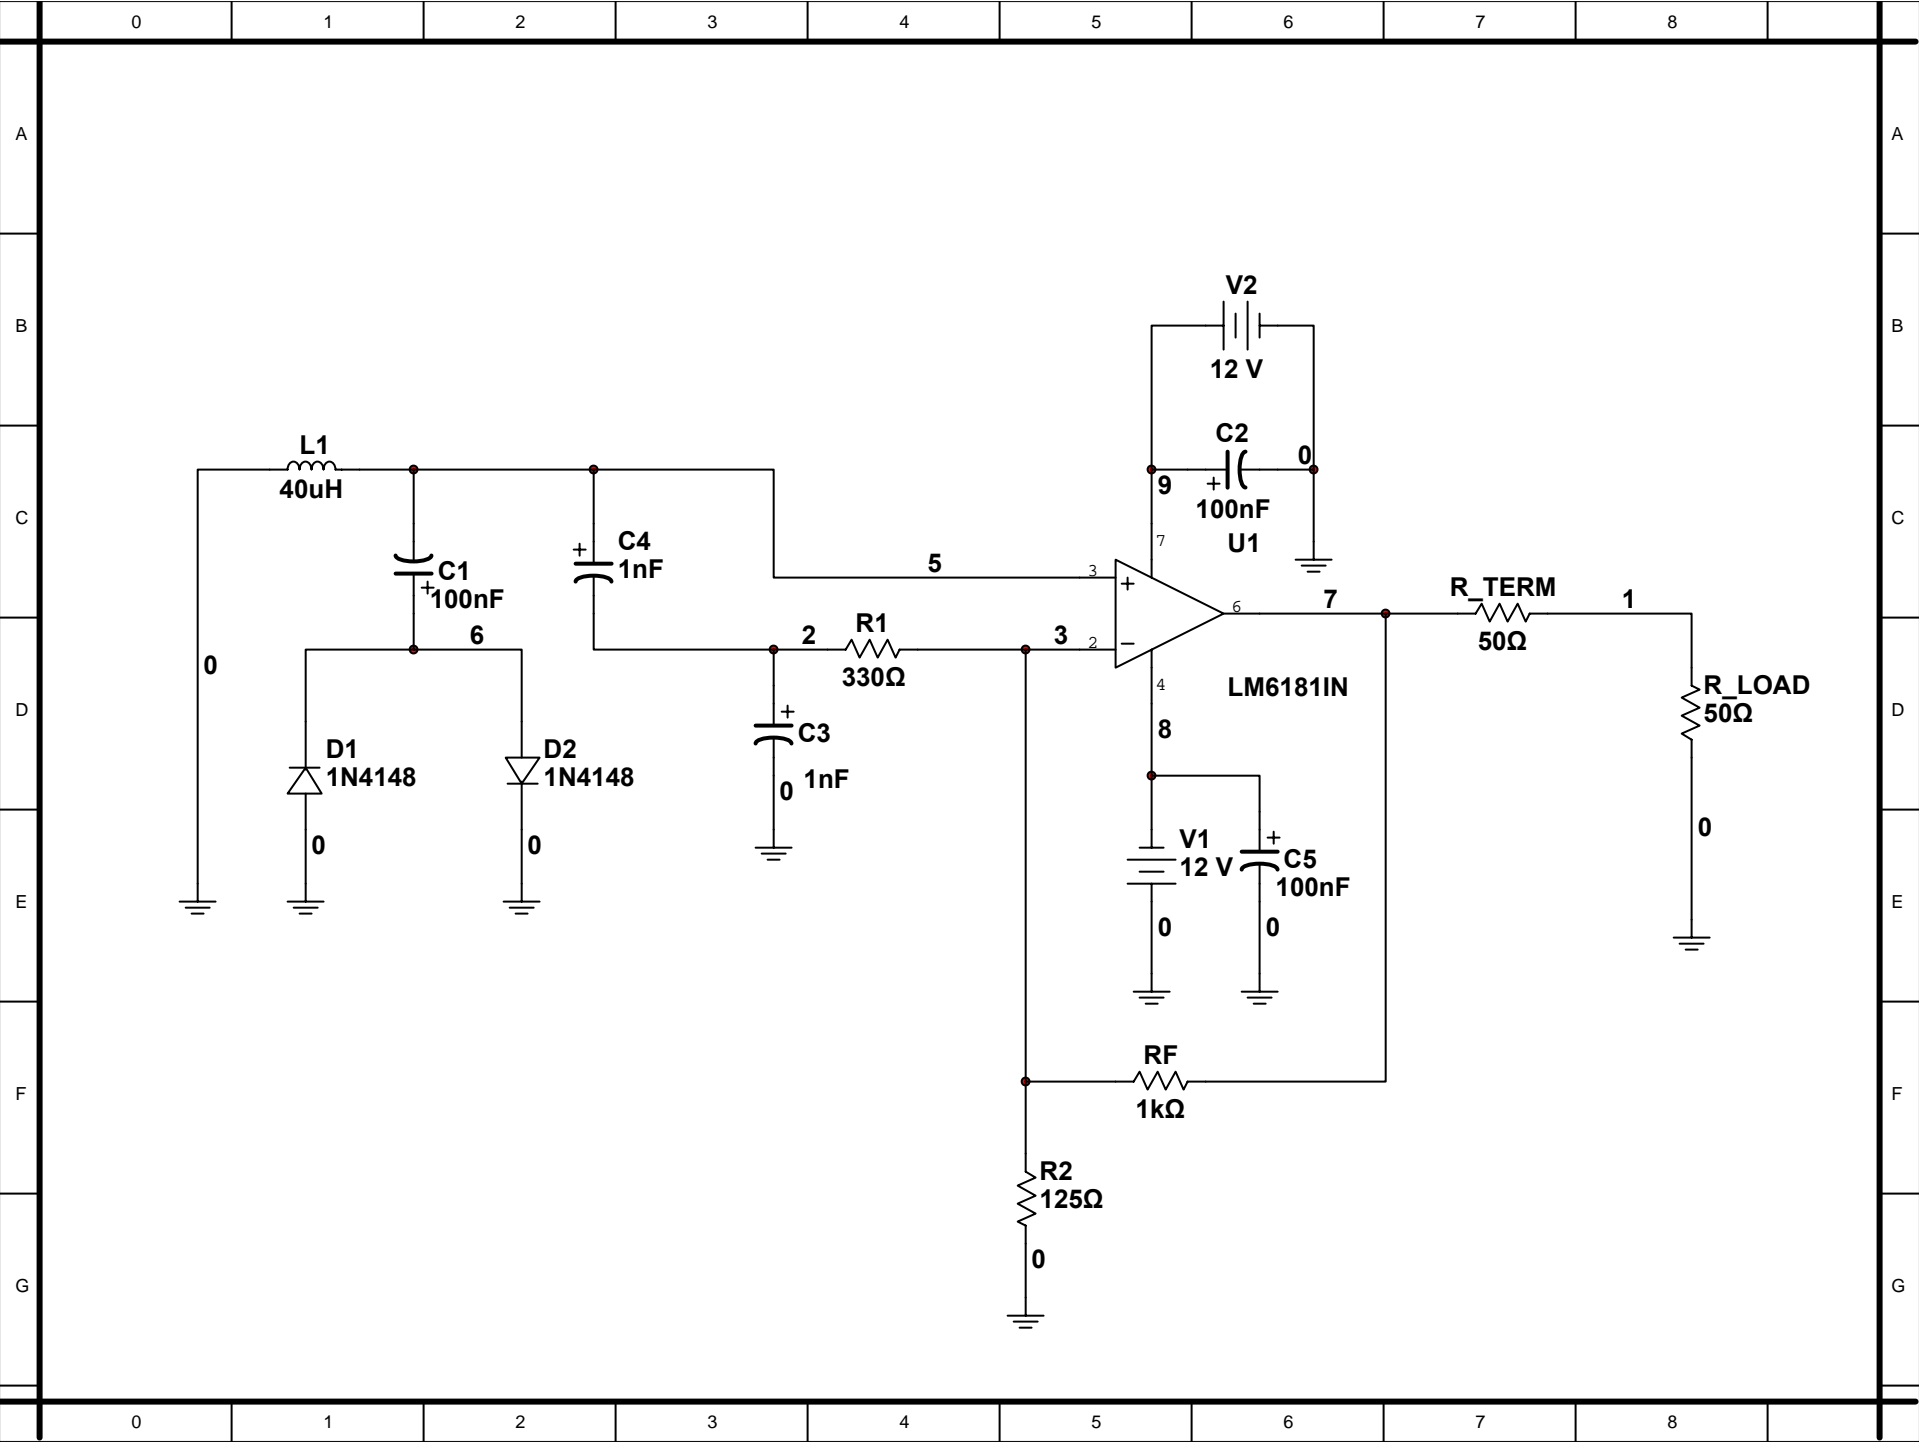 0 1 2 3 4 5 6 7 8
A A
B B
C C
D D
E E
F F
G G
V2
12 V
C2
0
9
+
100nF
7
U1
L1
40uH
C1
+
100nF
+
C4
1nF
5
3
+
6
7
R_TERM
50Ω
1
6
2
R1
330Ω
3
2
−
4
LM6181IN
8
R_LOAD
50Ω
0
0
D1
1N4148
0
D2
1N4148
0
+
C3
1nF
0
V1
12 V
0
+
C5
100nF
0
RF
1kΩ
R2
125Ω
0
0 1 2 3 4 5 6 7 8